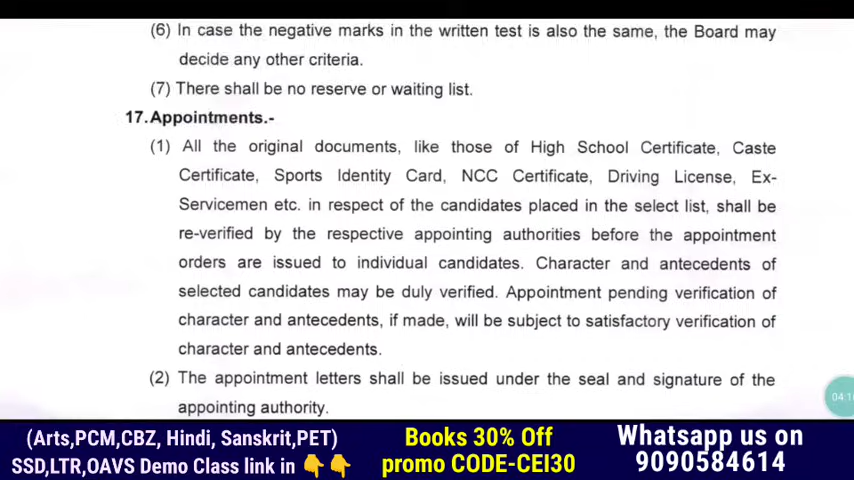 (6) In case the negative marks in the written test is also the same, the Board may
decide any other criteria.
(7) There shall be no reserve or waiting list.
17.Appointments.-
(1) All the original documents, like those of High School Certificate, Caste
Certificate, Sports Identity Card, NCC Certificate, Driving License, Ex-
Servicemen etc. in respect of the candidates placed in the select list, shall be
re-verified by the respective appointing authorities before the appointment
orders are issued to individual candidates. Character and antecedents of
selected candidates may be duly verified. Appointment pending verification of
character and antecedents, if made, will be subject to satisfactory verification of
character and antecedents.
(2) The appointment letters shall be issued under the seal and signature of the
appointing authority.
(Arts,PCM,CBZ, Hindi, Sanskrit,PET)
SSD,LTR,OAVS Demo Class link in 👇👇
Books 30% Off
promo CODE-CEI30
Whatsapp us on
9090584614